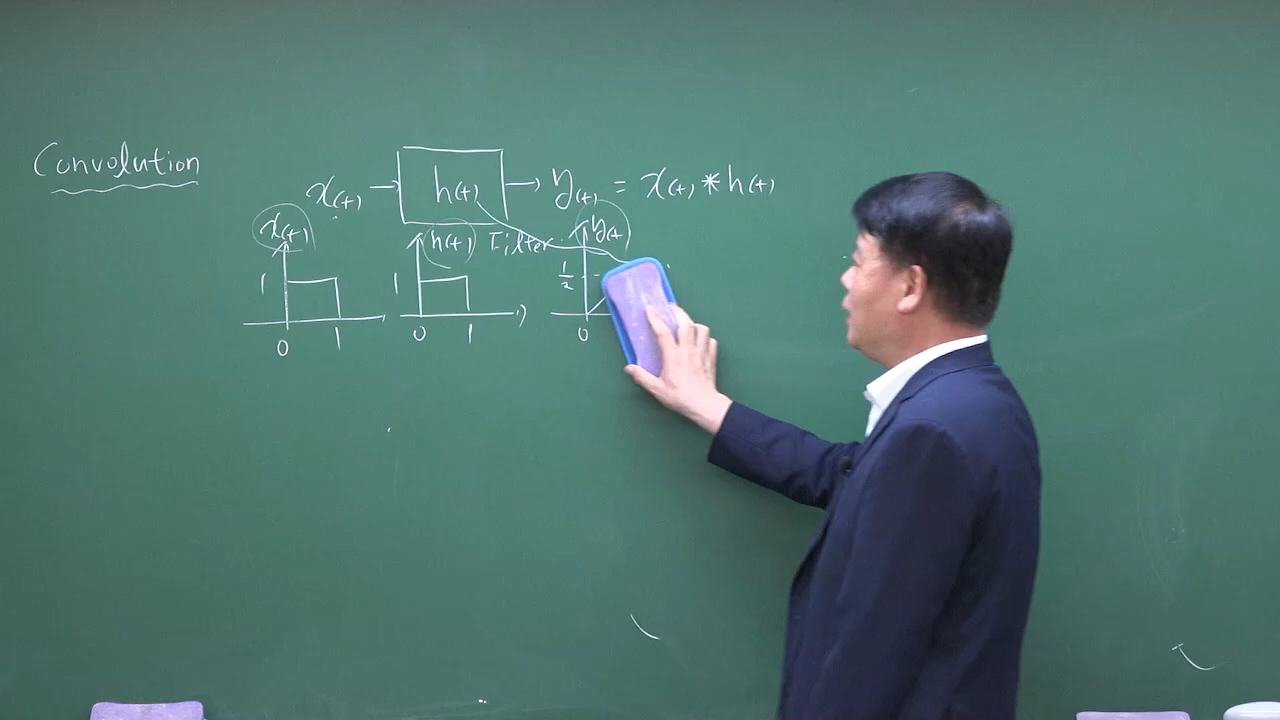 Convolution
x(t) → h(t) → y(t) = x(t) * h(t)
x(t) h(t) Filter y(t)
1 1 1/2
0 1 0 1 0